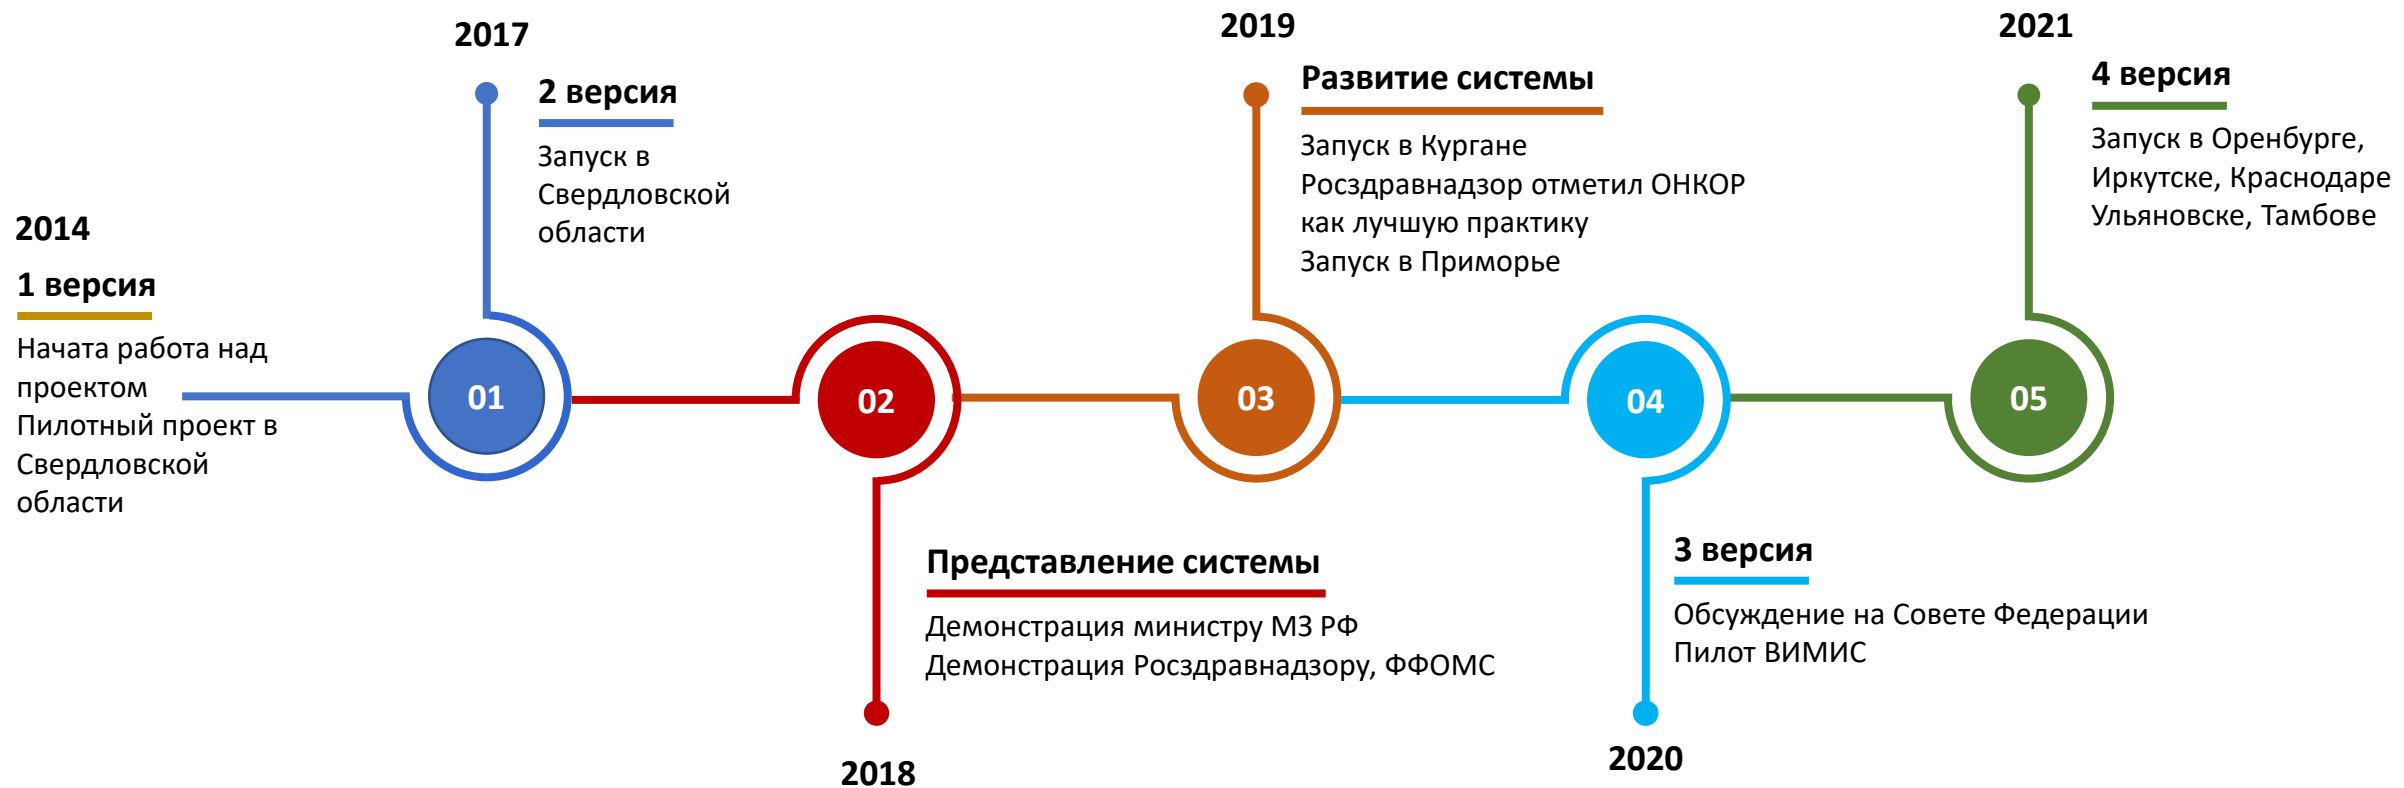 2014
1 версия
Начата работа над
проектом
Пилотный проект в
Свердловской
области
2017
2 версия
Запуск в
Свердловской
области
01
02
Представление системы
Демонстрация министру МЗ РФ
Демонстрация Росздравнадзору, ФФОМС
2018
2019
Развитие системы
Запуск в Кургане
Росздравнадзор отметил ОНКОР
как лучшую практику
Запуск в Приморье
03
04
3 версия
Обсуждение на Совете Федерации
Пилот ВИМИС
2020
2021
4 версия
Запуск в Оренбурге,
Иркутске, Краснодаре
Ульяновске, Тамбове
05